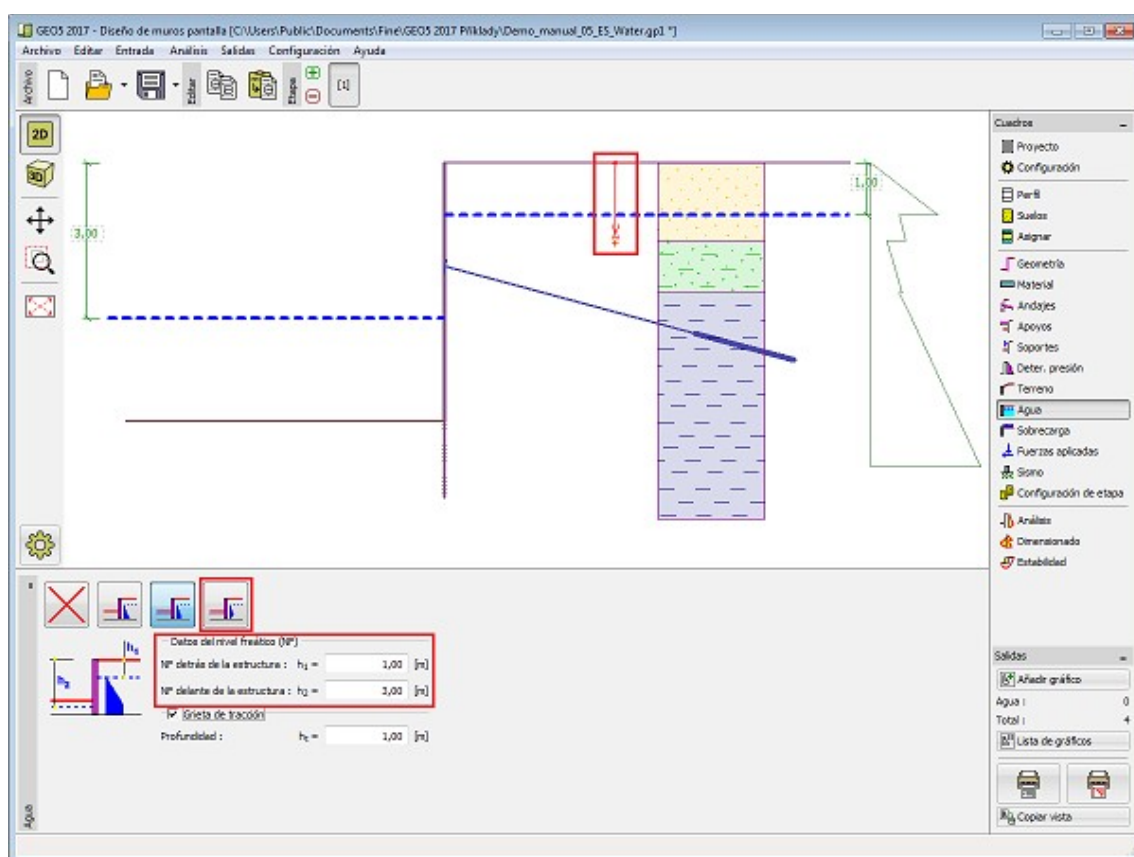 GEO5 2017 - Diseño de muros pantalla [C:\Users\Public\Documents\Fine\GEO5 2017 Příklady\Demo_manual_05_ES_Water.gp1 *]
Archivo Editar Entrada Análisis Salidas Configuración Ayuda
Archivo
Editar
Etapa
[1]
2D
3D
3,00
1,00
+z
Cuadros
Proyecto
Configuración
Perfil
Suelos
Asignar
Geometría
Material
Andajes
Apoyos
Soportes
Deter. presión
Terreno
Agua
Sobrecarga
Fuerzas aplicadas
Sismo
Configuración de etapa
Análisis
Dimensionado
Estabilidad
Datos del nivel freático (NF)
NF detrás de la estructura : h1 = 1,00 [m]
NF delante de la estructura : h2 = 3,00 [m]
Grieta de tracción
Profundidad : ht = 1,00 [m]
h1
h2
Agua
Salidas
Añadir gráfico
Agua : 0
Total : 4
Lista de gráficos
Copiar vista